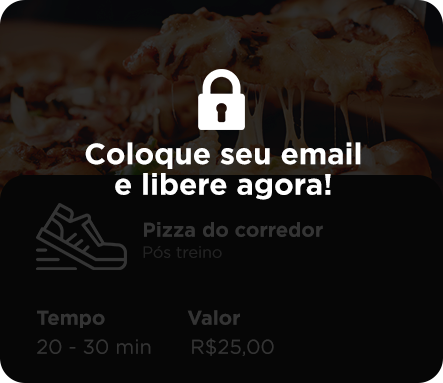 Coloque seu email
e libere agora!
Pizza do corredor
Pós treino
Tempo
Valor
20 - 30 min
R$25,00